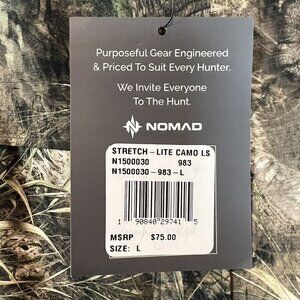 Purposeful Gear Engineered
& Priced To Suit Every Hunter.
We Invite Everyone
To The Hunt.
NOMAD
STRETCH-LITE CAMO LS
N1500030 983
N1500030-983-L
1 90840 29741 5
MSRP $75.00
SIZE: L